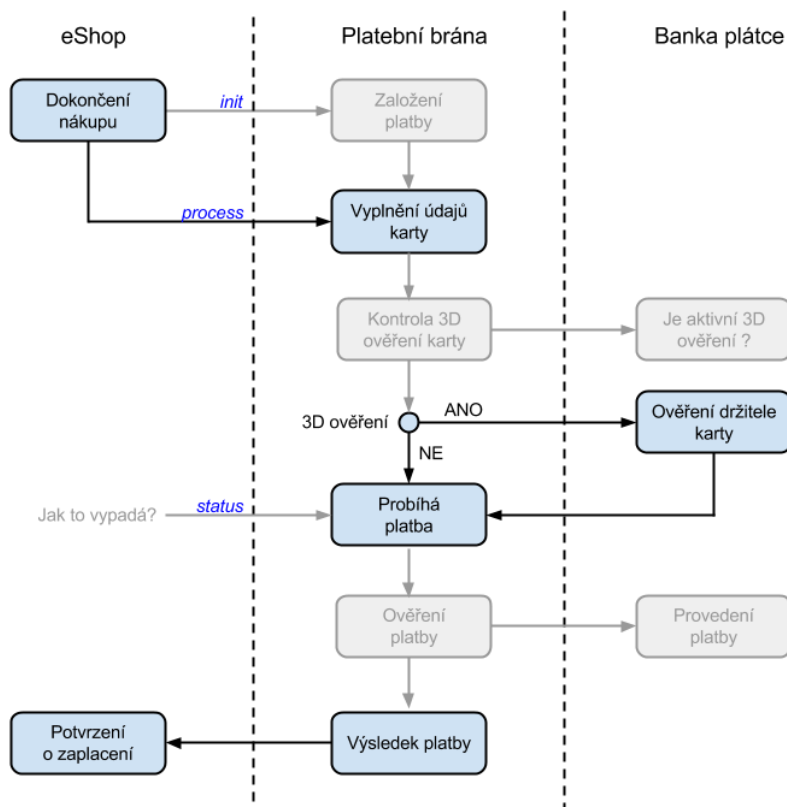 eShop
Platební brána
Banka plátce
Dokončení
nákupu
init
Založení
platby
process
Vyplnění údajů
karty
Kontrola 3D
ověření karty
Je aktivní 3D
ověření ?
3D ověření
ANO
NE
Ověření držitele
karty
Jak to vypadá?
status
Probíhá
platba
Ověření
platby
Provedení
platby
Potvrzení
o zaplacení
Výsledek platby